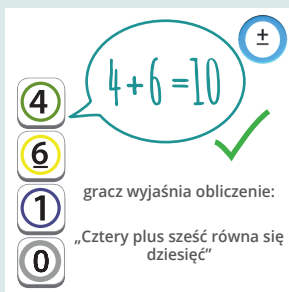 ±
4 + 6 = 10
4
6
1
0
gracz wyjaśnia obliczenie:
„Cztery plus sześć równa się
dziesięć”